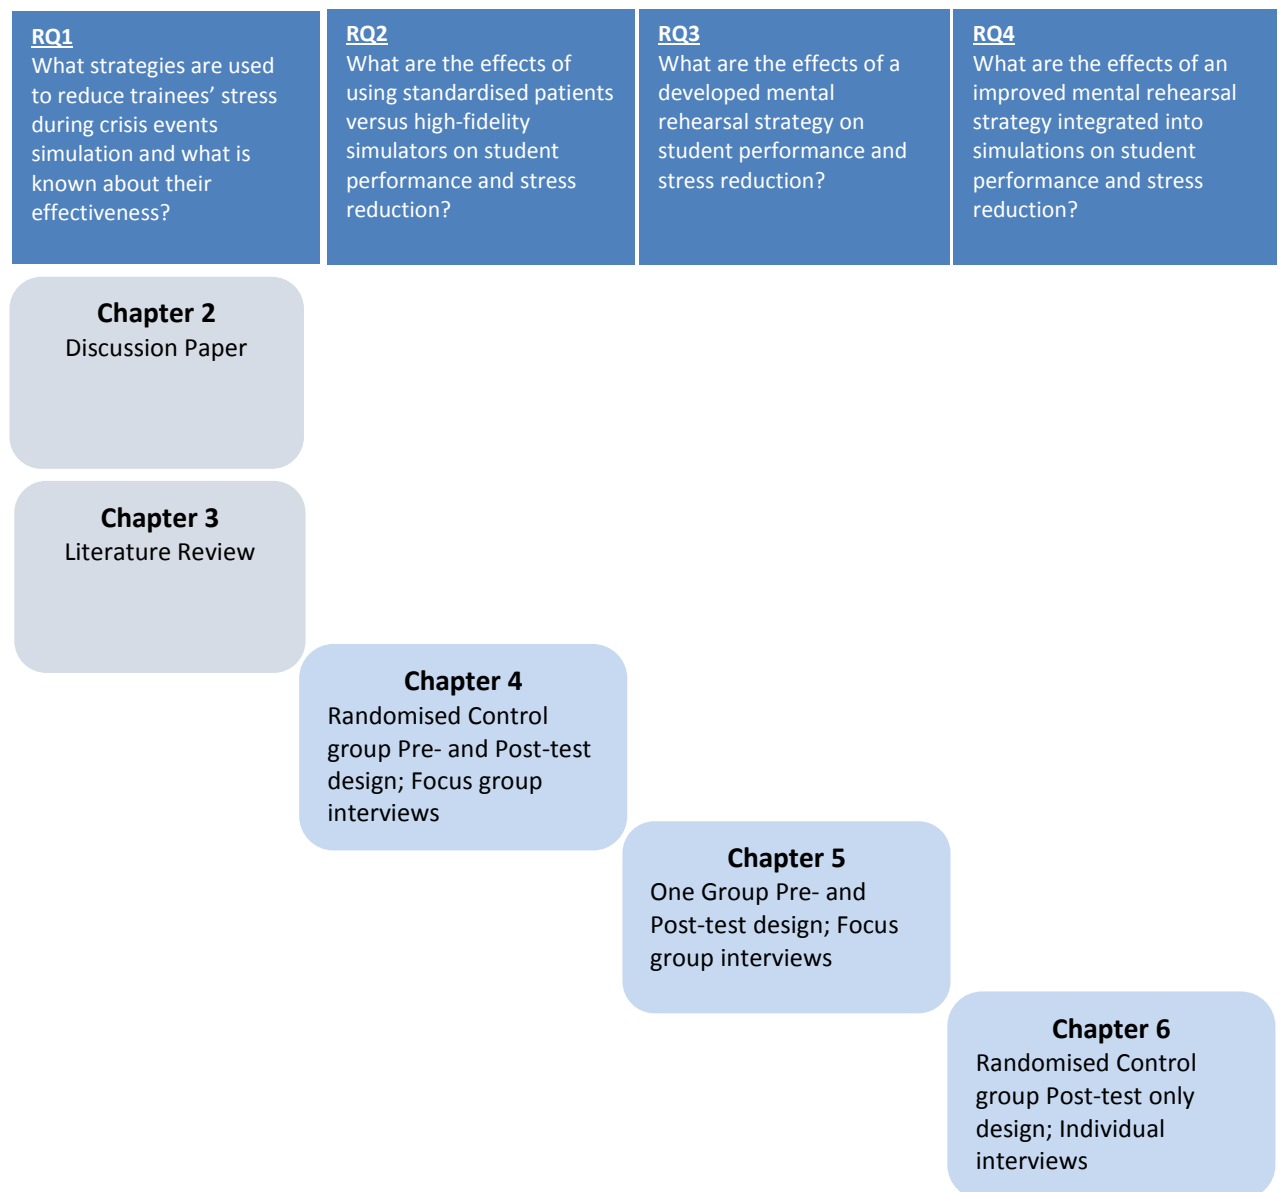 RQ1
What strategies are used
to reduce trainees’ stress
during crisis events
simulation and what is
known about their
effectiveness?
RQ2
What are the effects of
using standardised patients
versus high-fidelity
simulators on student
performance and stress
reduction?
RQ3
What are the effects of a
developed mental
rehearsal strategy on
student performance and
stress reduction?
RQ4
What are the effects of an
improved mental rehearsal
strategy integrated into
simulations on student
performance and stress
reduction?
Chapter 2
Discussion Paper
Chapter 3
Literature Review
Chapter 4
Randomised Control
group Pre- and Post-test
design; Focus group
interviews
Chapter 5
One Group Pre- and
Post-test design; Focus
group interviews
Chapter 6
Randomised Control
group Post-test only
design; Individual
interviews